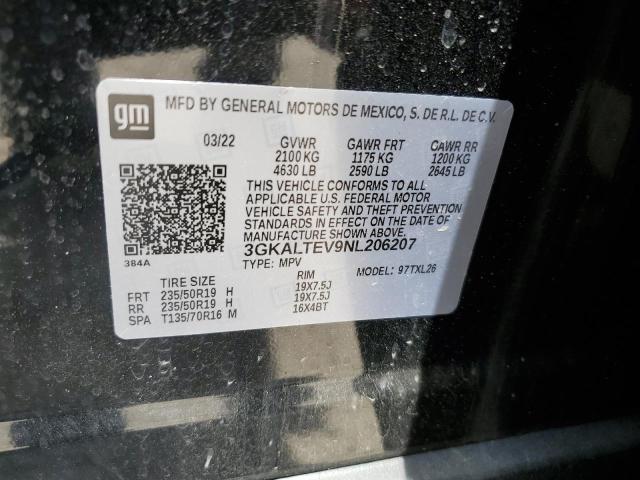 gm MFD BY GENERAL MOTORS DE MEXICO, S. DE R.L. DE C.V.
03/22 GVWR GAWR FRT GAWR RR
2100 KG 1175 KG 1200 KG
4630 LB 2590 LB 2645 LB
THIS VEHICLE CONFORMS TO ALL
APPLICABLE U.S. FEDERAL MOTOR
VEHICLE SAFETY AND THEFT PREVENTION
STANDARDS IN EFFECT ON THE DATE OF
MANUFACTURE SHOWN ABOVE.
3GKALTEV9NL206207
384A TYPE: MPV MODEL: 97TXL26
TIRE SIZE RIM
FRT 235/50R19 H 19X7.5J
RR 235/50R19 H 19X7.5J
SPA T135/70R16 M 16X4BT